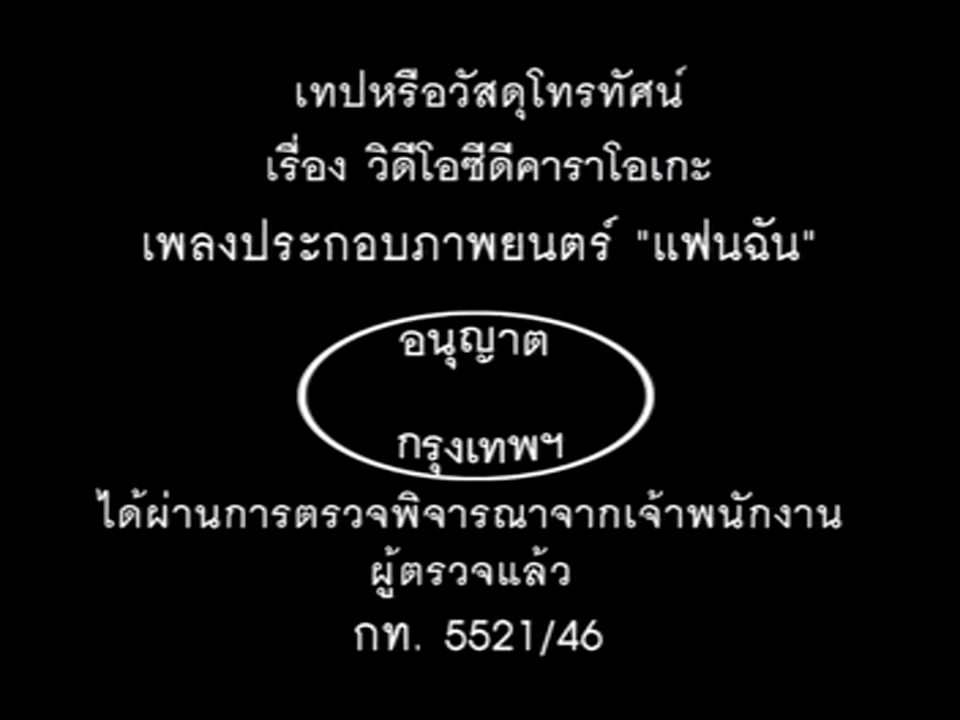 เทปหรือวัสดุโทรทัศน์
เรื่อง วิดีโอซีดีคาราโอเกะ
เพลงประกอบภาพยนตร์ "แฟนฉัน"
อนุญาต
กรุงเทพฯ
ได้ผ่านการตรวจพิจารณาจากเจ้าพนักงาน
ผู้ตรวจแล้ว
กท. 5521/46